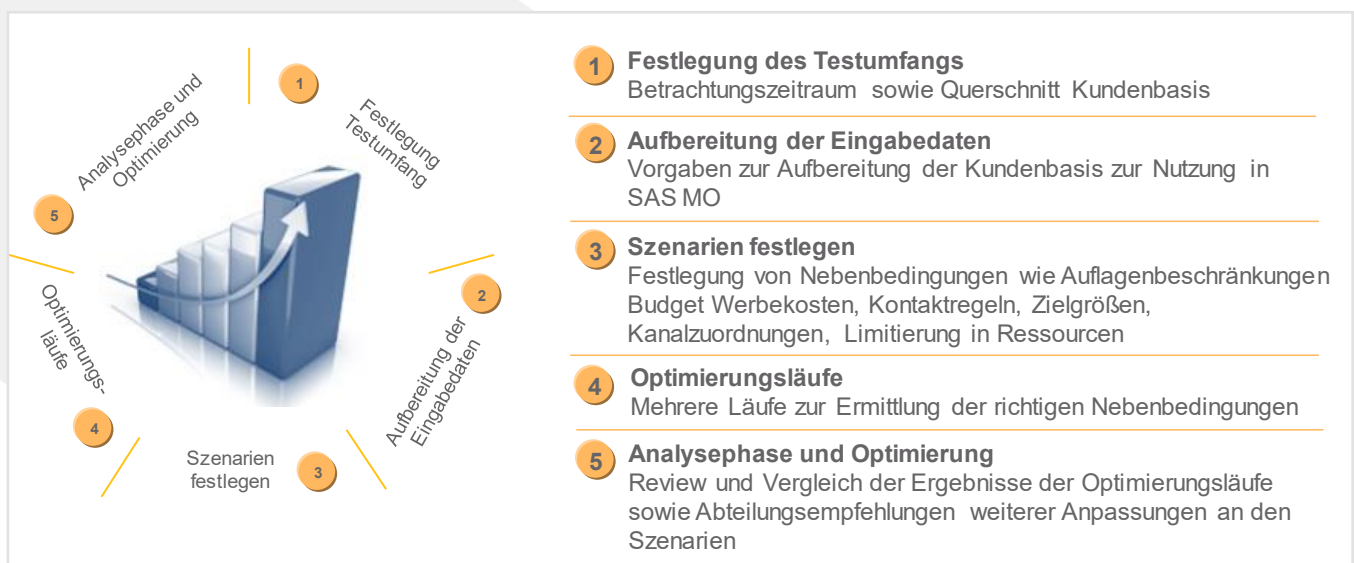 1
Festlegung
Testumfang
2
Aufbereitung der
Eingabedaten
3
Szenarien
festlegen
4
Optimierungs-
läufe
5
Analysephase und
Optimierung
1 Festlegung des Testumfangs
Betrachtungszeitraum sowie Querschnitt Kundenbasis
2 Aufbereitung der Eingabedaten
Vorgaben zur Aufbereitung der Kundenbasis zur Nutzung in
SAS MO
3 Szenarien festlegen
Festlegung von Nebenbedingungen wie Auflagenbeschränkungen
Budget Werbekosten, Kontaktregeln, Zielgrößen,
Kanalzuordnungen, Limitierung in Ressourcen
4 Optimierungsläufe
Mehrere Läufe zur Ermittlung der richtigen Nebenbedingungen
5 Analysephase und Optimierung
Review und Vergleich der Ergebnisse der Optimierungsläufe
sowie Abteilungsempfehlungen weiterer Anpassungen an den
Szenarien